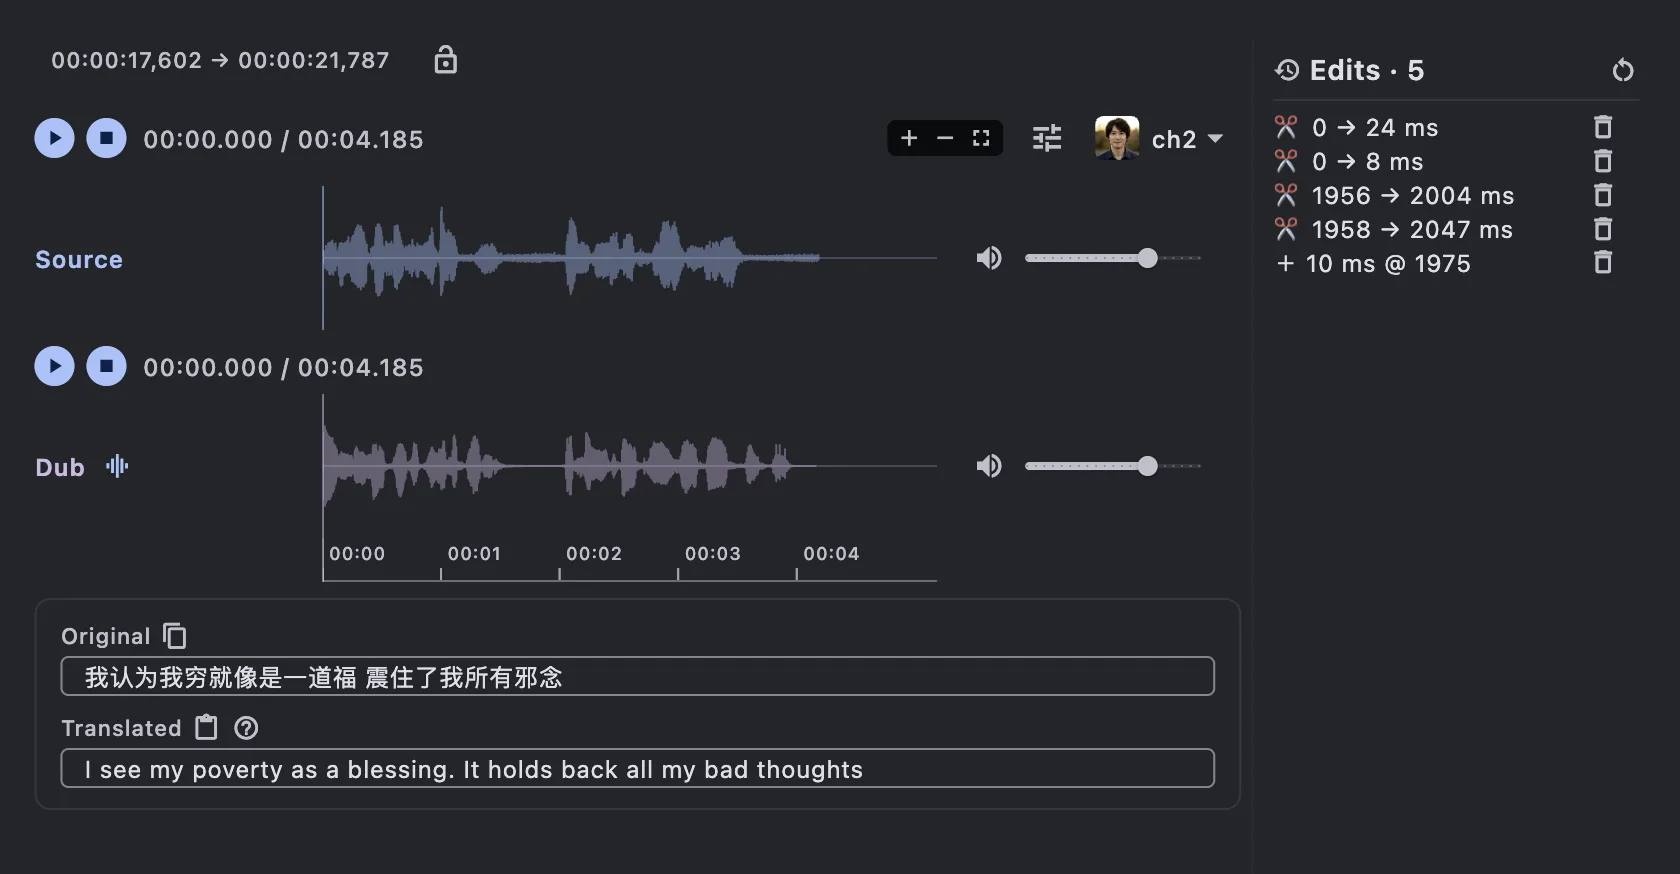 00:00:17,602 → 00:00:21,787
00:00.000 / 00:04.185
ch2
Source
00:00.000 / 00:04.185
Dub
00:00 00:01 00:02 00:03 00:04
Original
我认为我穷就像是一道福 震住了我所有邪念
Translated
I see my poverty as a blessing. It holds back all my bad thoughts
Edits · 5
0 → 24 ms
0 → 8 ms
1956 → 2004 ms
1958 → 2047 ms
+ 10 ms @ 1975